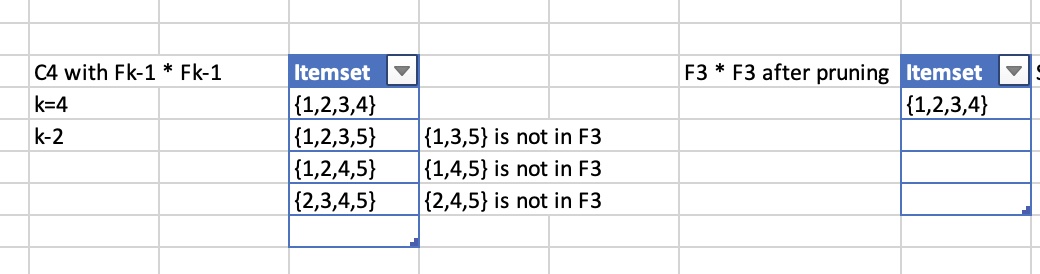 C4 with Fk-1 * Fk-1 Itemset F3 * F3 after pruning Itemset
k=4 {1,2,3,4} {1,2,3,4}
k-2 {1,2,3,5} {1,3,5} is not in F3
{1,2,4,5} {1,4,5} is not in F3
{2,3,4,5} {2,4,5} is not in F3